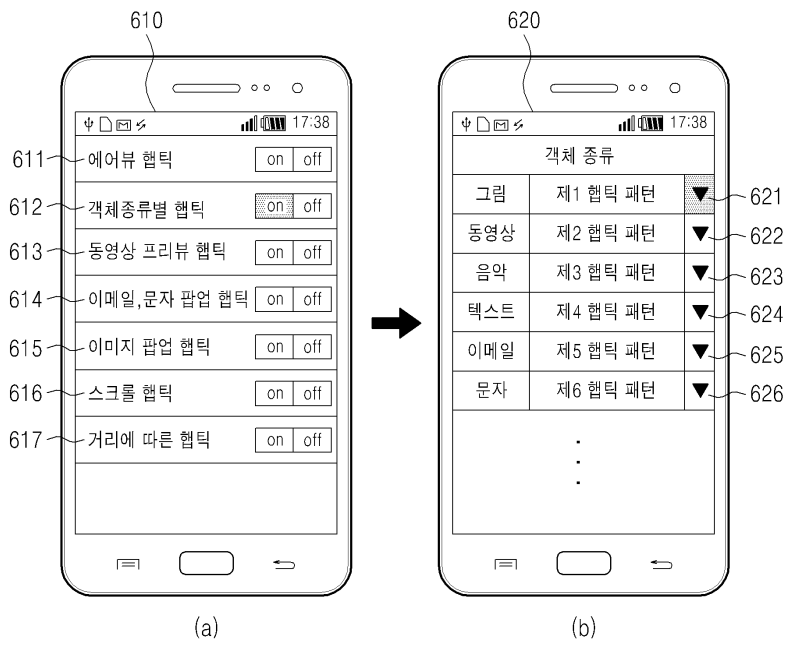 610
620
17:38
17:38
611 에어뷰 햅틱 on off
612 객체종류별 햅틱 on off
613 동영상 프리뷰 햅틱 on off
614 이메일,문자 팝업 햅틱 on off
615 이미지 팝업 햅틱 on off
616 스크롤 햅틱 on off
617 거리에 따른 햅틱 on off
객체 종류
그림 제1 햅틱 패턴 ▼ 621
동영상 제2 햅틱 패턴 ▼ 622
음악 제3 햅틱 패턴 ▼ 623
텍스트 제4 햅틱 패턴 ▼ 624
이메일 제5 햅틱 패턴 ▼ 625
문자 제6 햅틱 패턴 ▼ 626
(a)
(b)